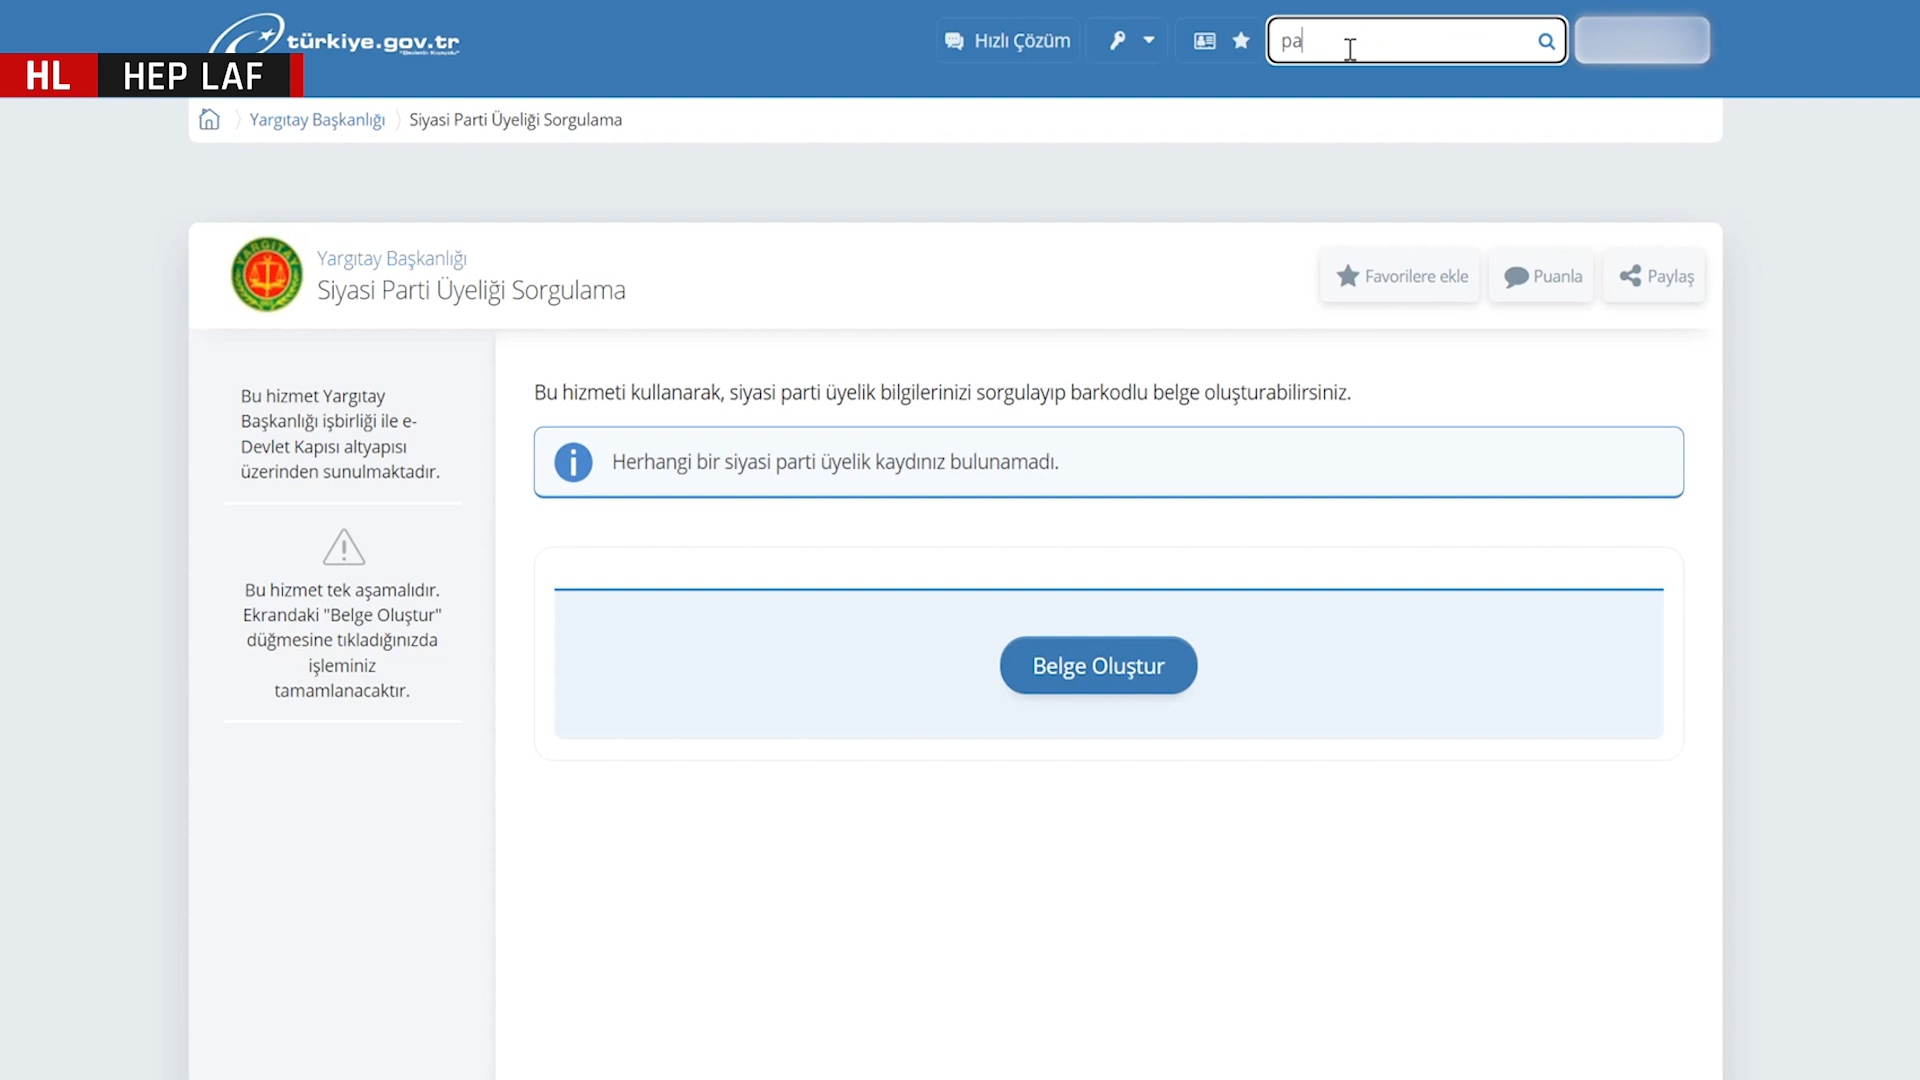 türkiye.gov.tr
Hızlı Çözüm
pa
HL HEP LAF
Yargıtay Başkanlığı
Siyasi Parti Üyeliği Sorgulama
Yargıtay Başkanlığı
Siyasi Parti Üyeliği Sorgulama
Favorilere ekle
Puanla
Paylaş
Bu hizmet Yargıtay
Başkanlığı işbirliği ile e-
Devlet Kapısı altyapısı
üzerinden sunulmaktadır.
Bu hizmet tek aşamalıdır.
Ekrandaki "Belge Oluştur"
düğmesine tıkladığınızda
işleminiz
tamamlanacaktır.
Bu hizmeti kullanarak, siyasi parti üyelik bilgilerinizi sorgulayıp barkodlu belge oluşturabilirsiniz.
Herhangi bir siyasi parti üyelik kaydınız bulunamadı.
Belge Oluştur